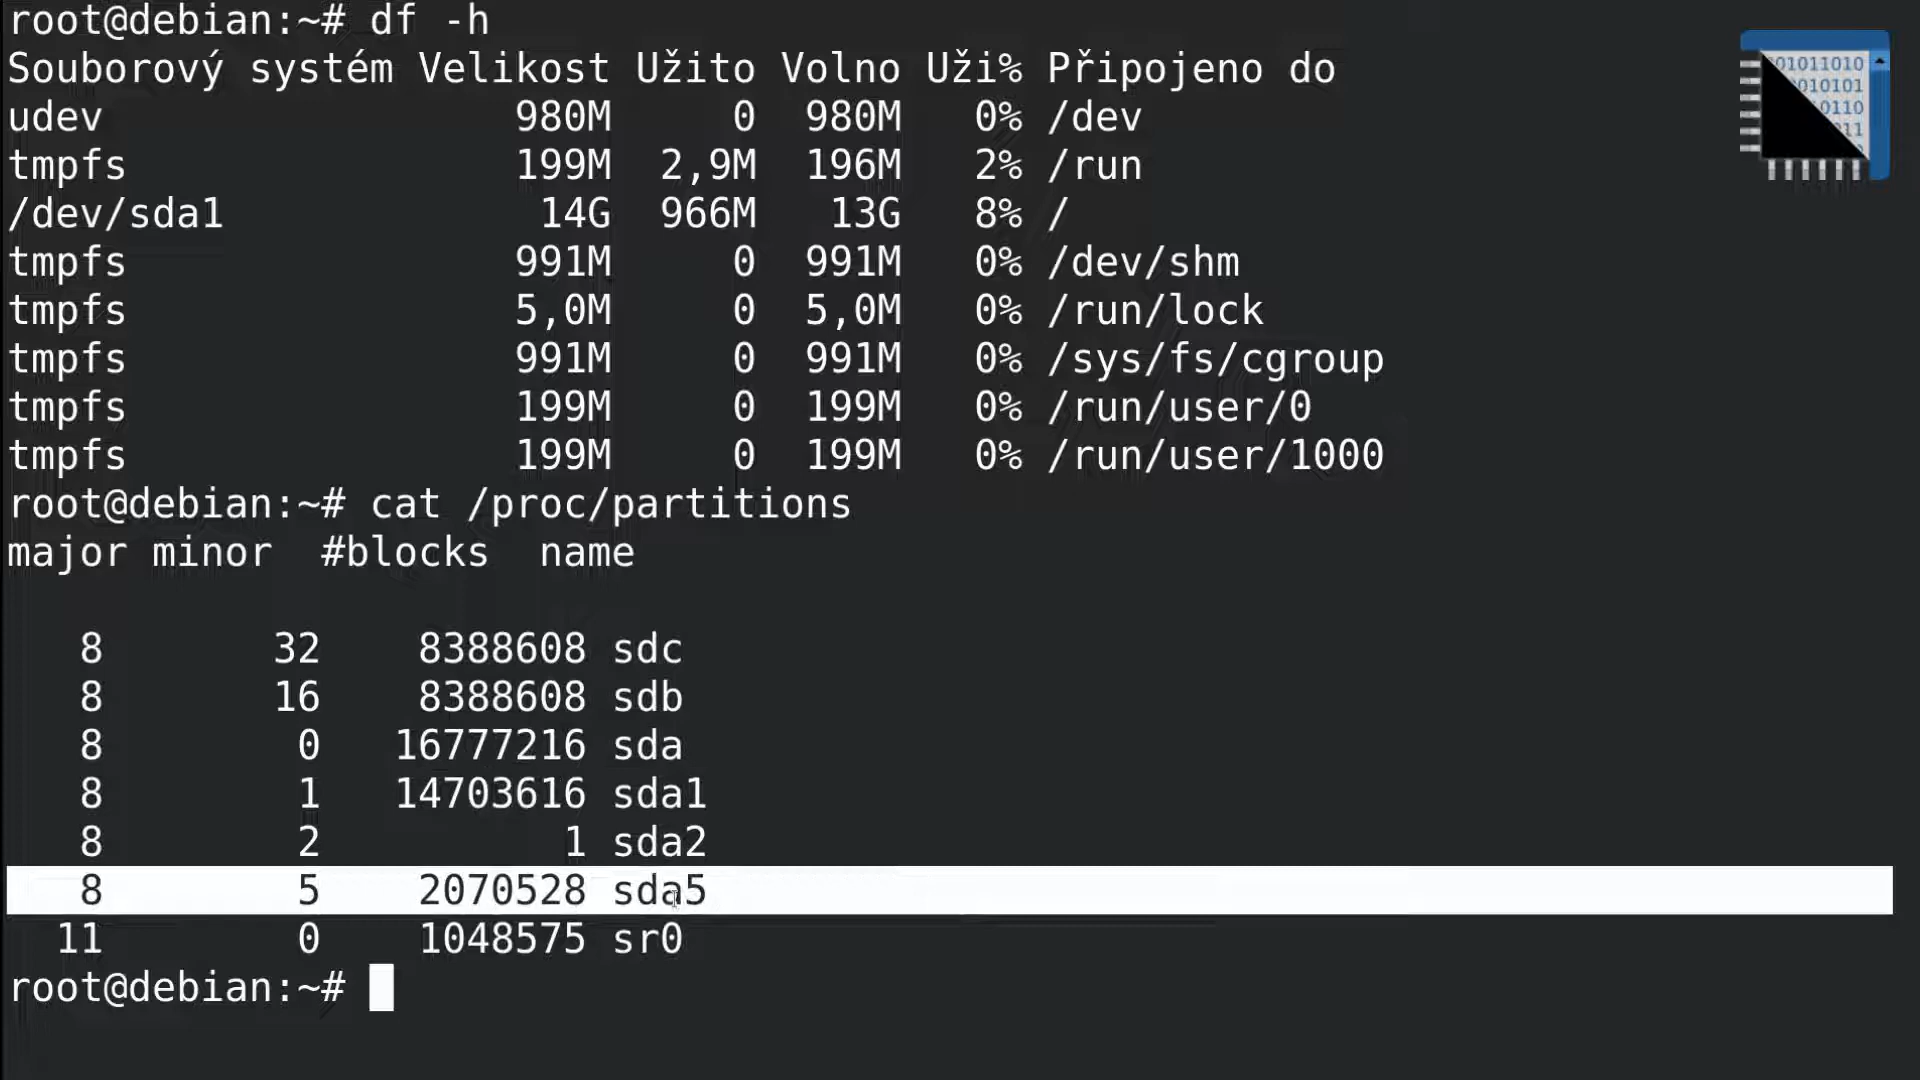 root@debian:~# df -h
Souborový systém Velikost Užito Volno Uži% Připojeno do
udev 980M 0 980M 0% /dev
tmpfs 199M 2,9M 196M 2% /run
/dev/sda1 14G 966M 13G 8% /
tmpfs 991M 0 991M 0% /dev/shm
tmpfs 5,0M 0 5,0M 0% /run/lock
tmpfs 991M 0 991M 0% /sys/fs/cgroup
tmpfs 199M 0 199M 0% /run/user/0
tmpfs 199M 0 199M 0% /run/user/1000
root@debian:~# cat /proc/partitions
major minor #blocks name
8 32 8388608 sdc
8 16 8388608 sdb
8 0 16777216 sda
8 1 14703616 sda1
8 2 1 sda2
8 5 2070528 sda5
11 0 1048575 sr0
root@debian:~#